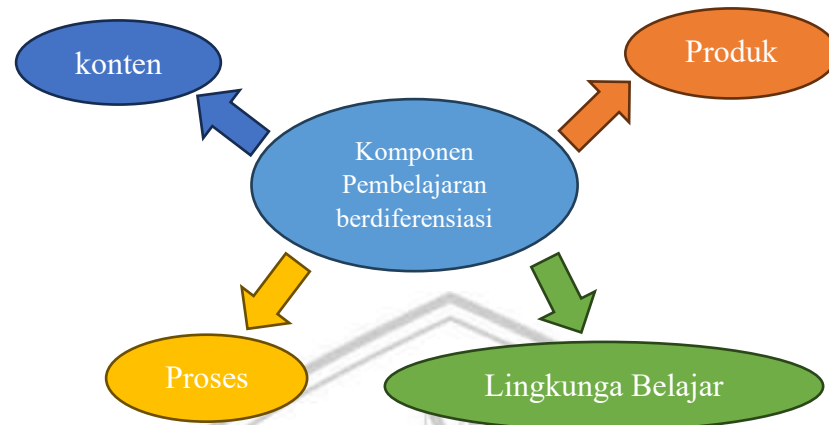 konten
Produk
Komponen
Pembelajaran
berdiferensiasi
Proses
Lingkunga Belajar